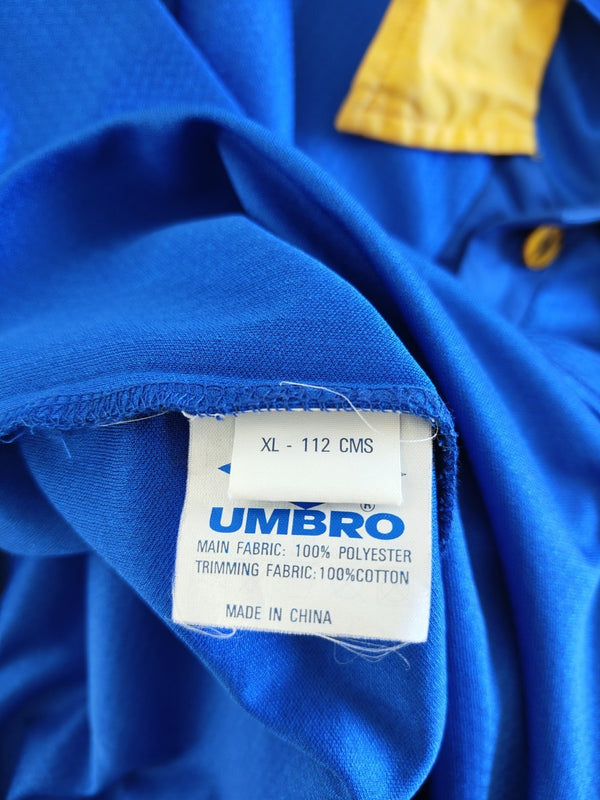 XL - 112 CMS
®
UMBRO
MAIN FABRIC: 100% POLYESTER
TRIMMING FABRIC:100%COTTON
MADE IN CHINA